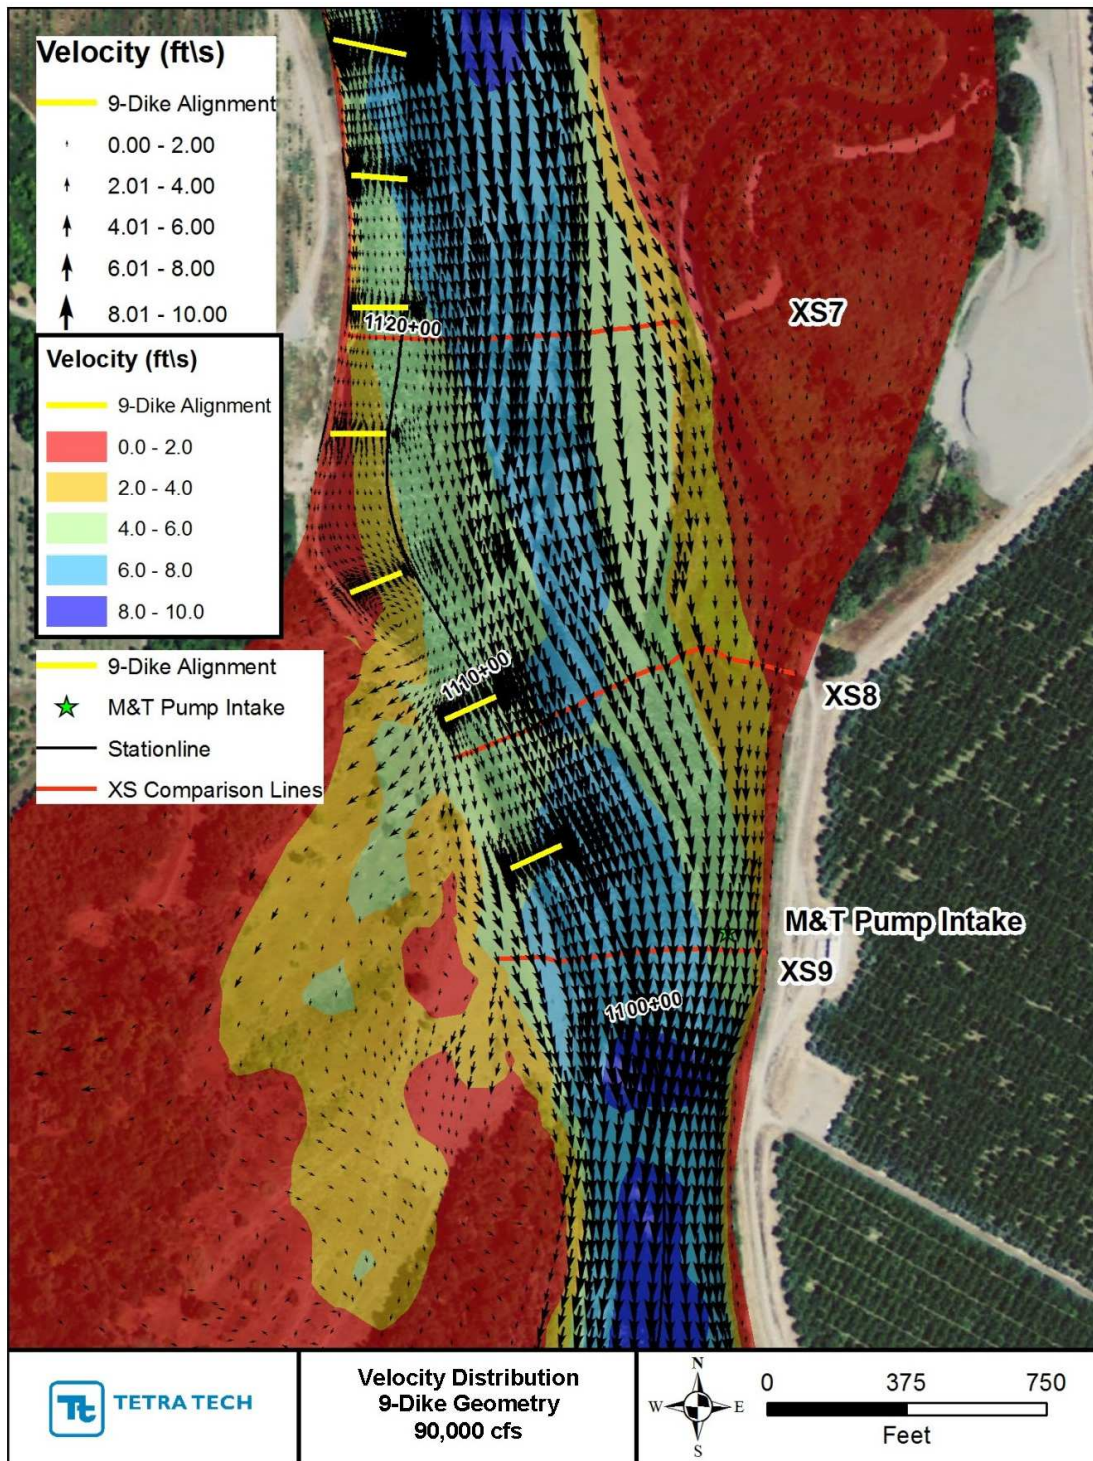 Velocity (ft\s)
9-Dike Alignment
0.00 - 2.00
2.01 - 4.00
4.01 - 6.00
6.01 - 8.00
8.01 - 10.00
Velocity (ft\s)
9-Dike Alignment
0.0 - 2.0
2.0 - 4.0
4.0 - 6.0
6.0 - 8.0
8.0 - 10.0
9-Dike Alignment
M&T Pump Intake
Stationline
XS Comparison Lines
XS7
1120+00
XS8
1110+00
M&T Pump Intake
XS9
1100+00
Tt TETRA TECH
Velocity Distribution
9-Dike Geometry
90,000 cfs
N
W E
S
0 375 750
Feet